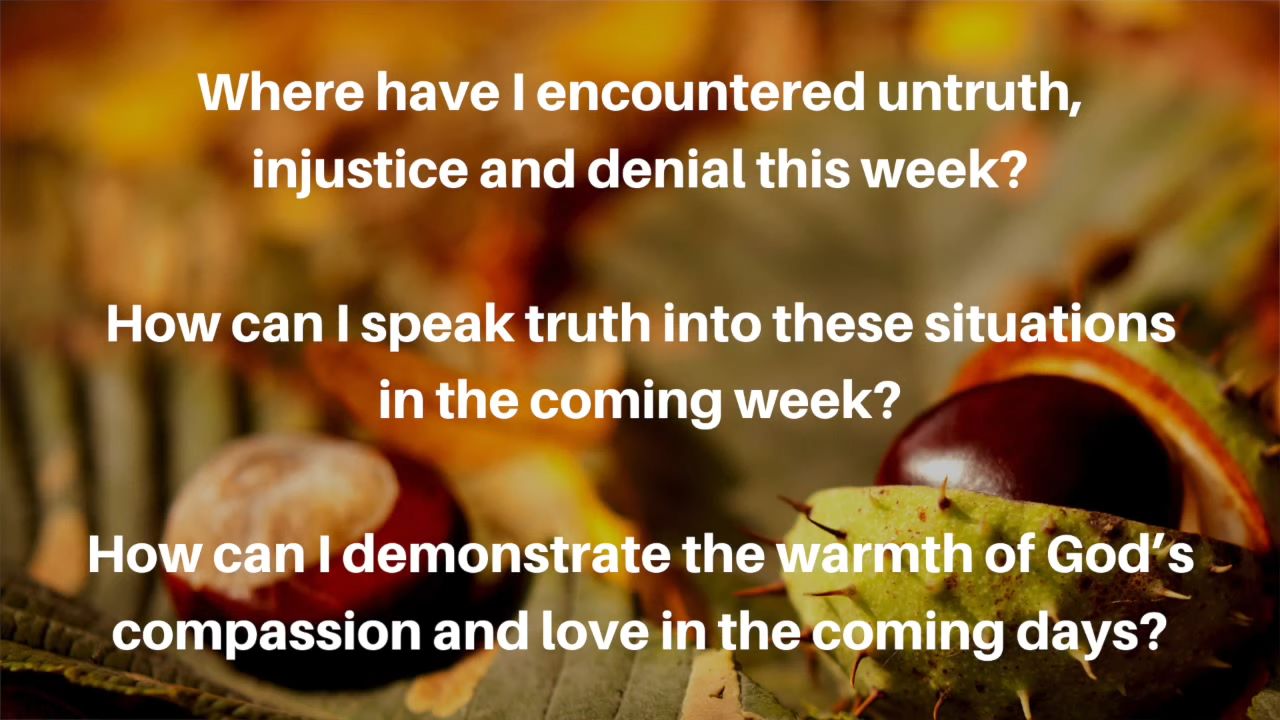 Where have I encountered untruth,
injustice and denial this week?
How can I speak truth into these situations
in the coming week?
How can I demonstrate the warmth of God’s
compassion and love in the coming days?